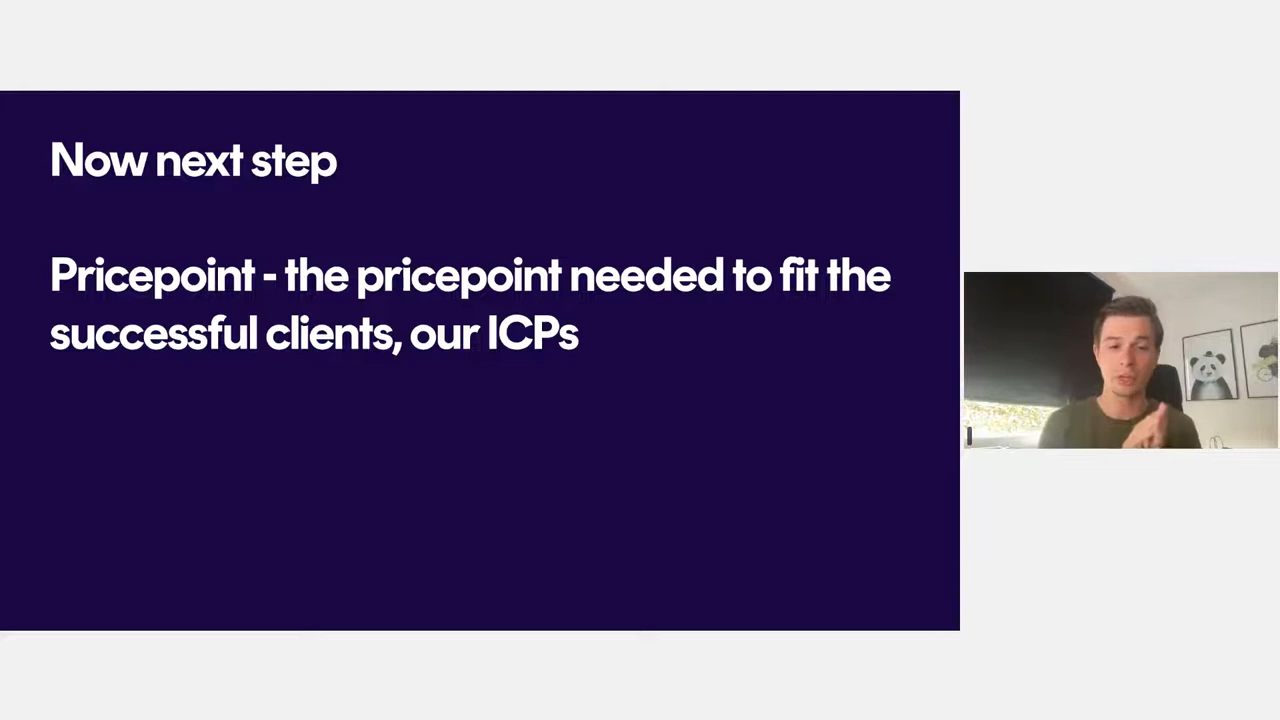 Now next step
Pricepoint - the pricepoint needed to fit the
successful clients, our ICPs